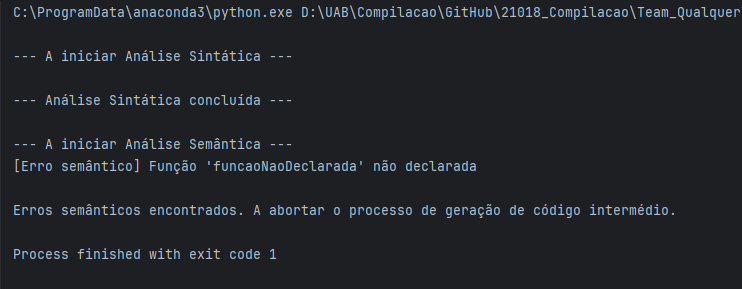 C:\ProgramData\anaconda3\python.exe D:\UAB\Compilacao\GitHub\21018_Compilacao\Team_Qualquer
--- A iniciar Análise Sintática ---
--- Análise Sintática concluída ---
--- A iniciar Análise Semântica ---
[Erro semântico] Função 'funcaoNaoDeclarada' não declarada
Erros semânticos encontrados. A abortar o processo de geração de código intermédio.
Process finished with exit code 1